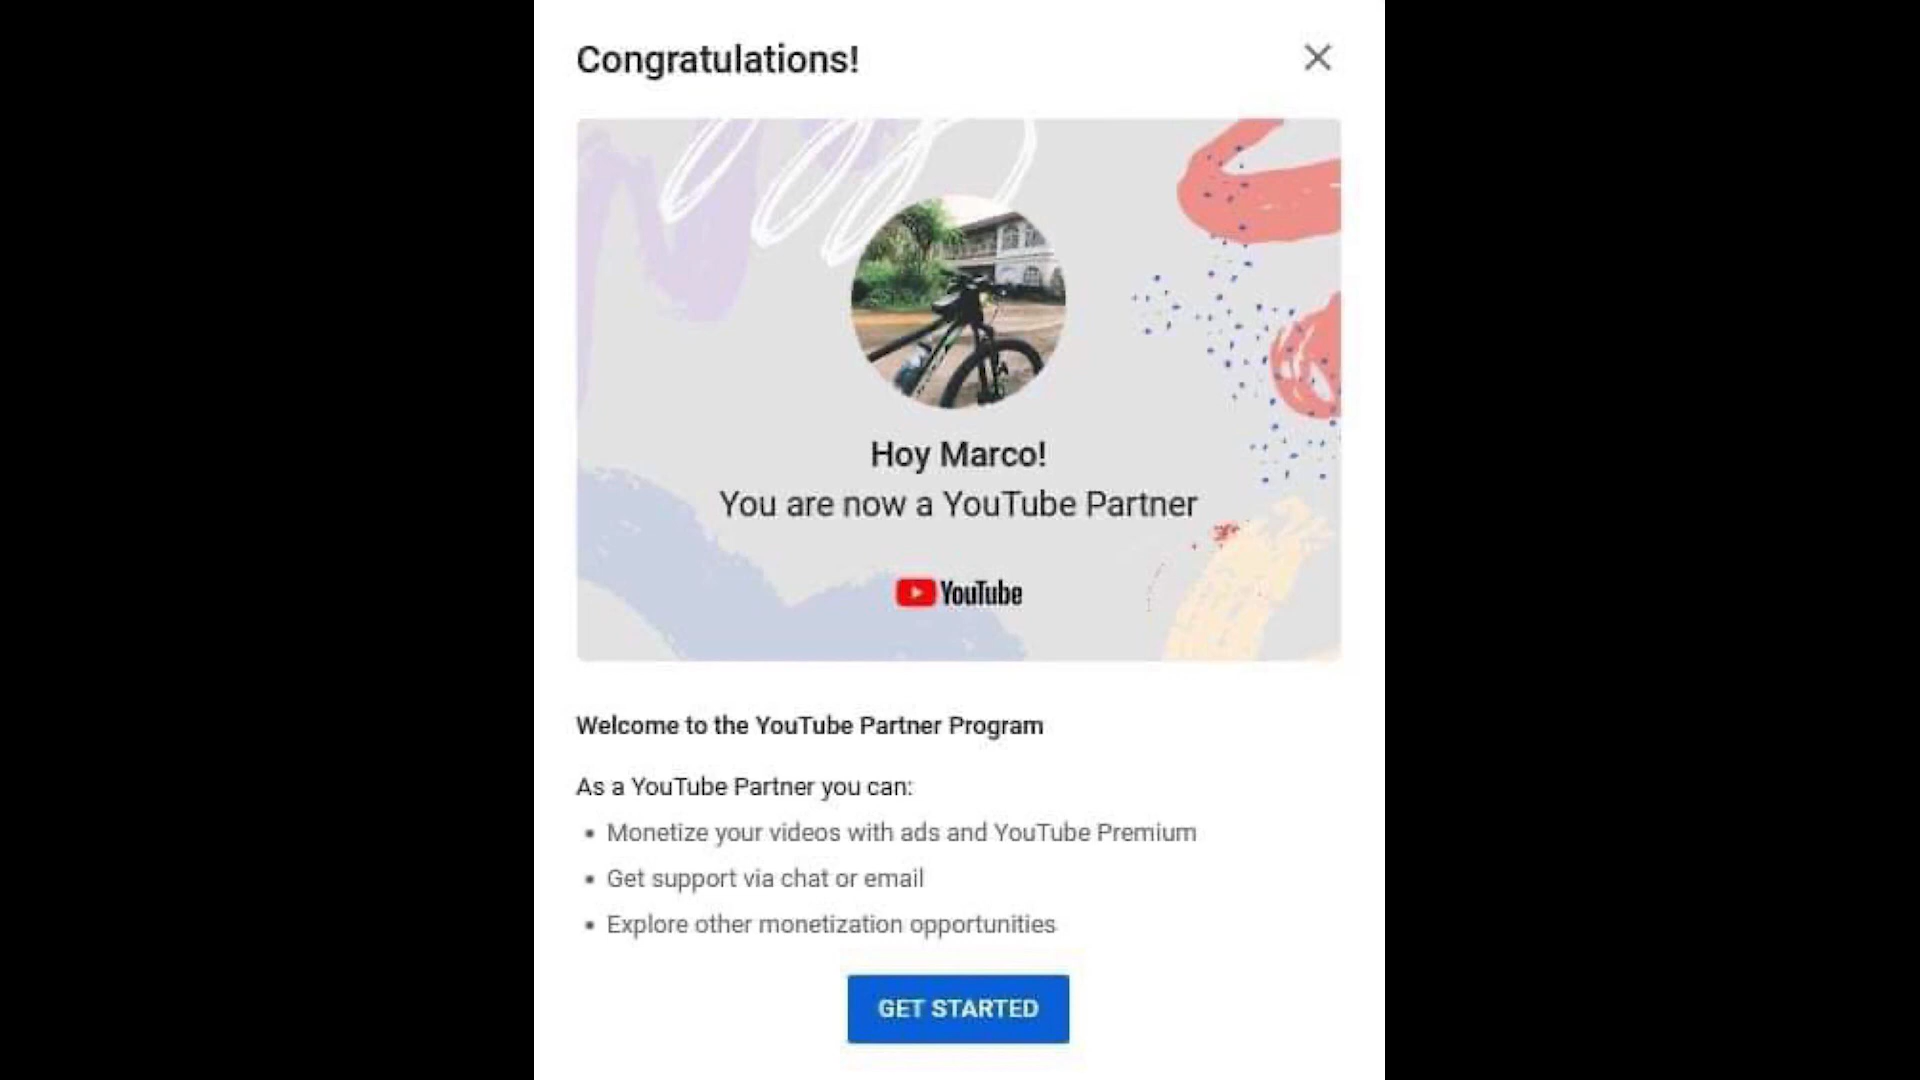 Congratulations!
Hoy Marco!
You are now a YouTube Partner
YouTube
Welcome to the YouTube Partner Program
As a YouTube Partner you can:
• Monetize your videos with ads and YouTube Premium
• Get support via chat or email
• Explore other monetization opportunities
GET STARTED